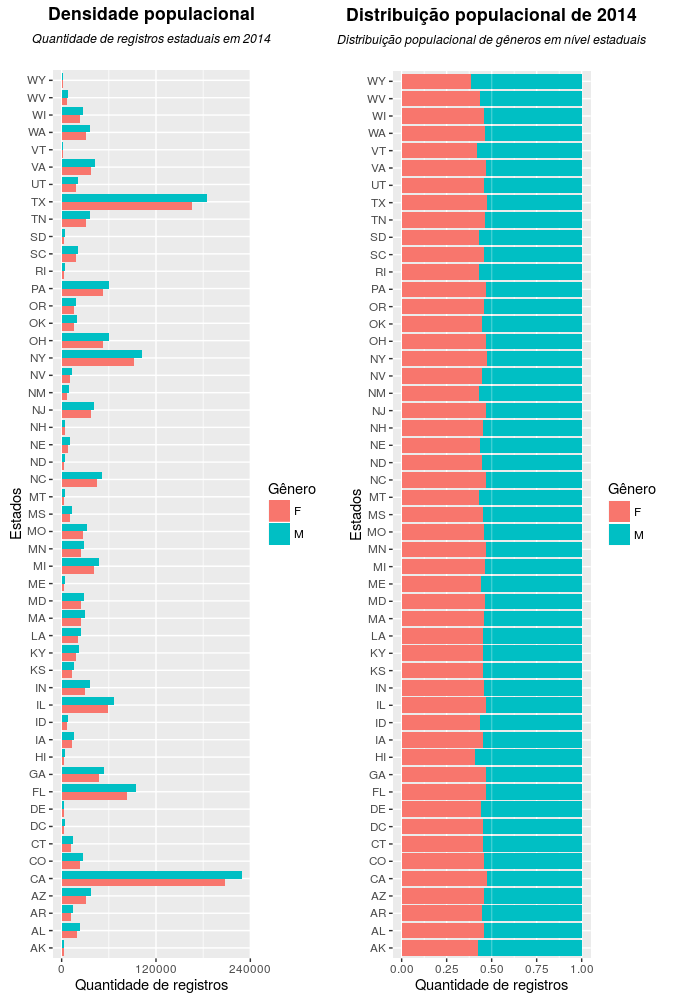 Densidade populacional
Quantidade de registros estaduais em 2014
WY
WV
WI
WA
VT
VA
UT
TX
TN
SD
SC
RI
PA
OR
OK
OH
NY
NV
NM
NJ
NH
NE
ND
NC
MT
MS
MO
MN
MI
ME
MD
MA
LA
KY
KS
IN
IL
ID
IA
HI
GA
FL
DE
DC
CT
CO
CA
AZ
AR
AL
AK
Estados
0 120000 240000
Quantidade de registros
Gênero
F
M
Distribuição populacional de 2014
Distribuição populacional de gêneros em nível estaduais
WY
WV
WI
WA
VT
VA
UT
TX
TN
SD
SC
RI
PA
OR
OK
OH
NY
NV
NM
NJ
NH
NE
ND
NC
MT
MS
MO
MN
MI
ME
MD
MA
LA
KY
KS
IN
IL
ID
IA
HI
GA
FL
DE
DC
CT
CO
CA
AZ
AR
AL
AK
Estados
0.00 0.25 0.50 0.75 1.00
Quantidade de registros
Gênero
F
M